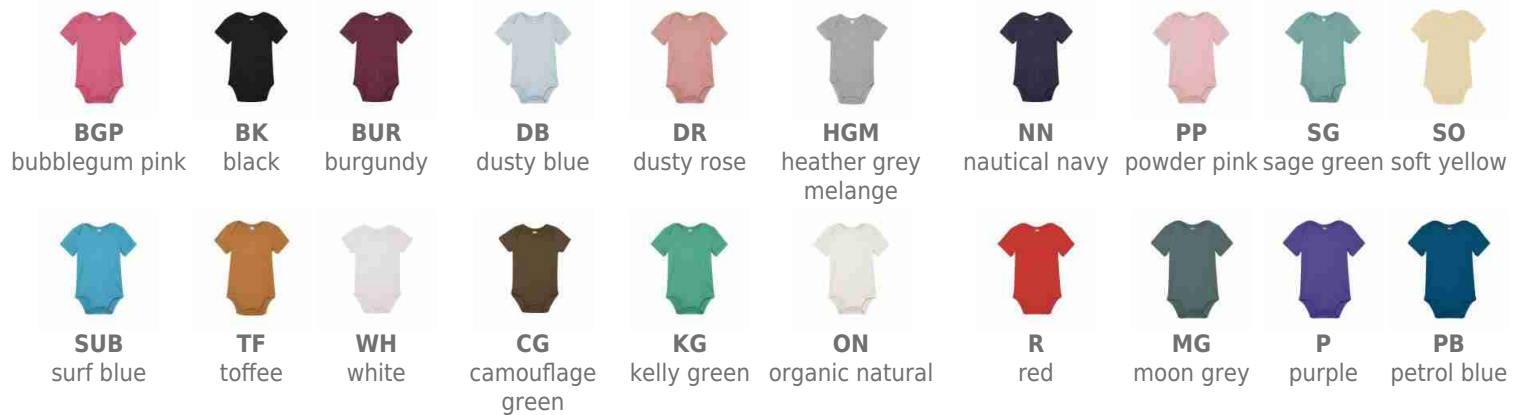 BGP BK BUR DB DR HGM NN PP SG SO
bubblegum pink black burgundy dusty blue dusty rose heather grey nautical navy powder pink sage green soft yellow
melange
SUB TF WH CG KG ON R MG P PB
surf blue toffee white camouflage kelly green organic natural red moon grey purple petrol blue
green